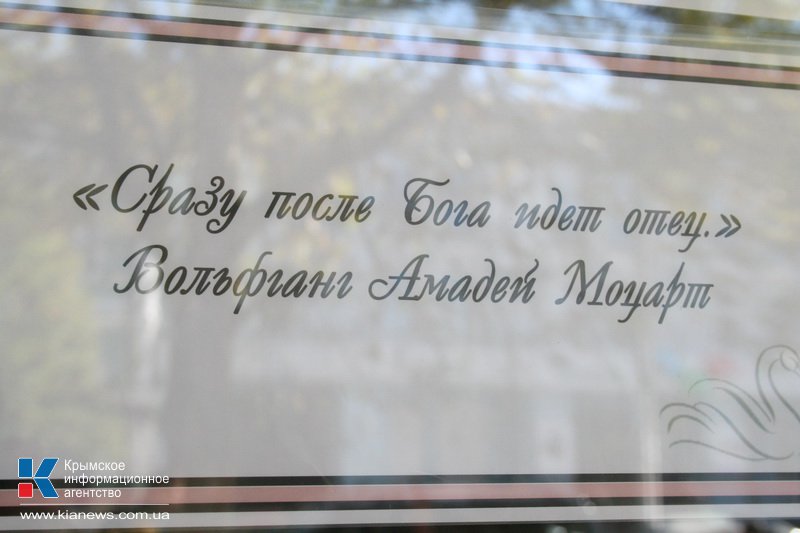 «Сразу после Бога идет отец.»
Вольфганг Амадей Моцарт
Крымское
информационное
агентство
www.kianews.com.ua